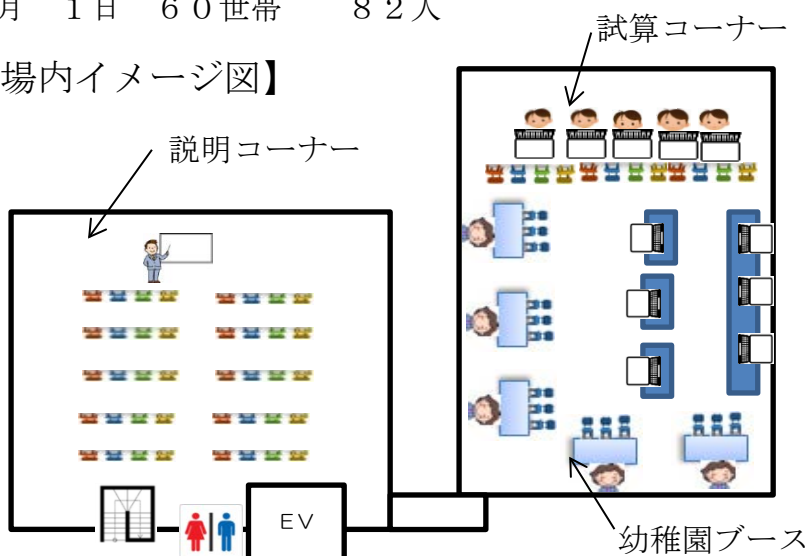 月　１日　６０世帯　　８２人
試算コーナー
場内イメージ図】
説明コーナー
ＥＶ
幼稚園ブース